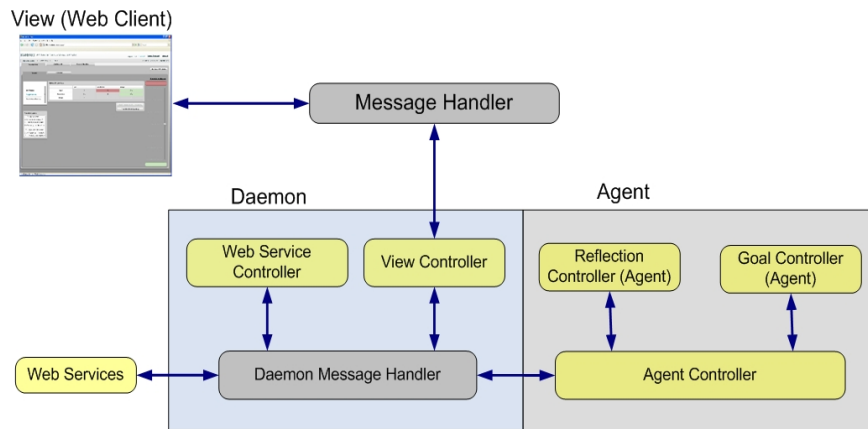 View (Web Client)
Message Handler
Daemon
Agent
Web Service
Controller
View Controller
Reflection
Controller (Agent)
Goal Controller
(Agent)
Web Services
Daemon Message Handler
Agent Controller